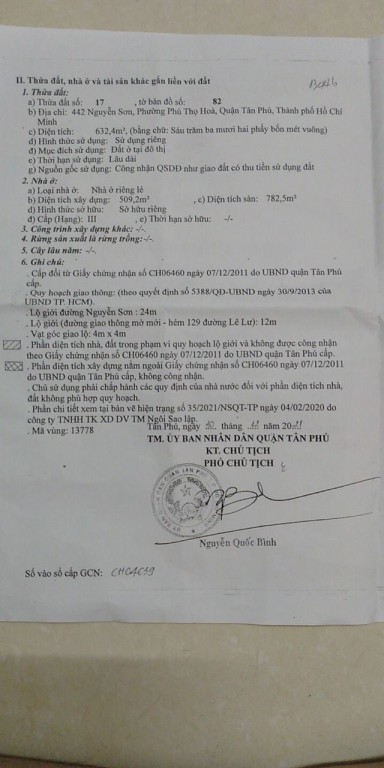 II. Thửa đất, nhà ở và tài sản khác gắn liền với đất
1. Thửa đất:
a) Thửa đất số: 17 , tờ bản đồ số: 82
b) Địa chỉ: 442 Nguyễn Sơn, Phường Phú Thọ Hoà, Quận Tân Phú, Thành phố Hồ Chí
Minh
c) Diện tích: 632,4m², (bằng chữ: Sáu trăm ba mươi hai phẩy bốn mét vuông)
d) Hình thức sử dụng: Sử dụng riêng
đ) Mục đích sử dụng: Đất ở tại đô thị
e) Thời hạn sử dụng: Lâu dài
g) Nguồn gốc sử dụng: Công nhận QSDĐ như giao đất có thu tiền sử dụng đất
2. Nhà ở:
a) Loại nhà ở: Nhà ở riêng lẻ
b) Diện tích xây dựng: 509,2m² , c) Diện tích sàn: 782,5m²
d) Hình thức sở hữu: Sở hữu riêng
đ) Cấp (Hạng): III , e) Thời hạn sở hữu: -/-
3. Công trình xây dựng khác: -/-.
4. Rừng sản xuất là rừng trồng:-/-.
5. Cây lâu năm: -/-.
6. Ghi chú:
. Cấp đổi từ Giấy chứng nhận số CH06460 ngày 07/12/2011 do UBND quận Tân Phú
cấp.
. Quy hoạch giao thông: (theo quyết định số 5388/QĐ-UBND ngày 30/9/2013 của
UBND TP. HCM).
. Lộ giới đường Nguyễn Sơn : 24m
. Lộ giới (đường giao thông mở mới - hẻm 129 đường Lê Lư): 12m
. Vạt góc giao lộ: 4m x 4m
. Phần diện tích nhà, đất trong phạm vi quy hoạch lộ giới và không được công nhận
theo Giấy chứng nhận số CH06460 ngày 07/12/2011 do UBND quận Tân Phú cấp.
. Phần diện tích xây dựng năm ngoài Giấy chứng nhận số CH06460 ngày 07/12/2011
do UBND quận Tân Phú cấp, không công nhận.
. Chủ sử dụng phải chấp hành các quy định của nhà nước đối với phần diện tích nhà,
đất không phù hợp quy hoạch.
. Phần chi tiết xem tại bản vẽ hiện trạng số 35/2021/NSQT-TP ngày 04/02/2020 do
công ty TNHH TK XD DV TM Ngôi Sao lập.
. Mã vùng: 13778
Tân Phú, ngày tháng năm 20
TM. ỦY BAN NHÂN DÂN QUẬN TÂN PHÚ
KT. CHỦ TỊCH
PHÓ CHỦ TỊCH
Nguyễn Quốc Bình
Số vào sổ cấp GCN: